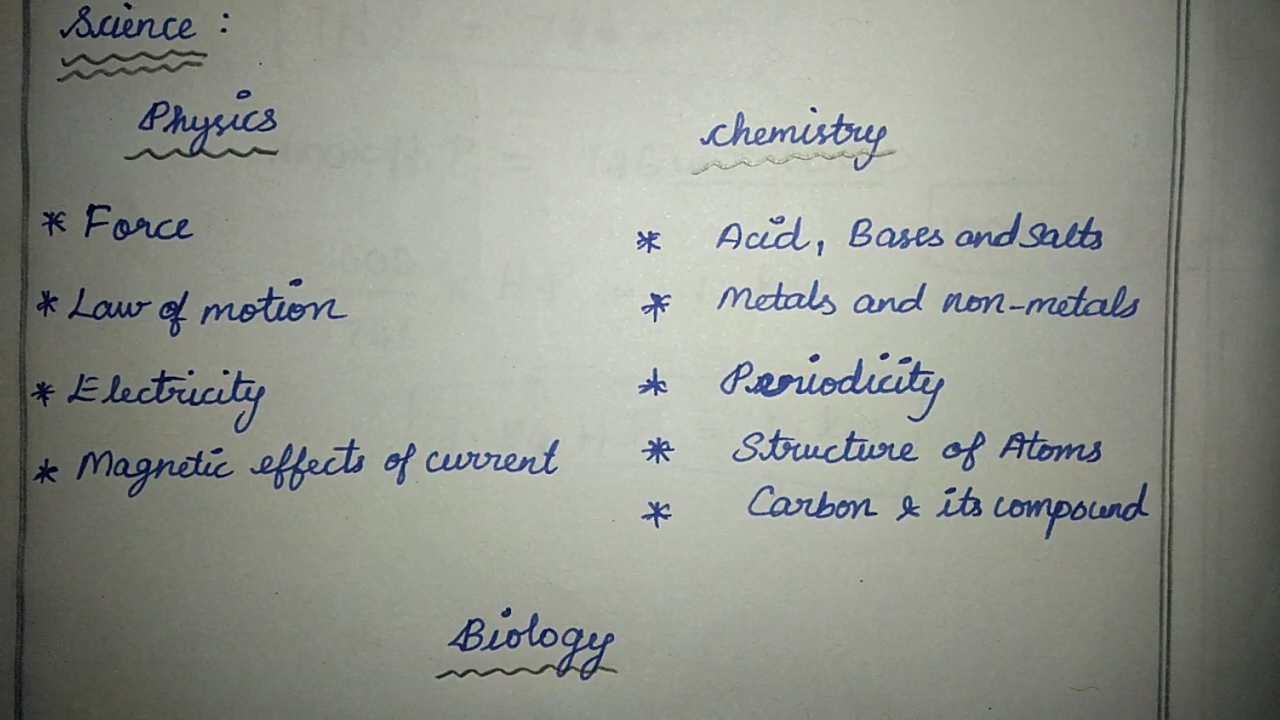 Science :
Physics
* Force
* Law of motion
* Electricity
* Magnetic effects of current
chemistry
* Acid, Bases and salts
* Metals and non-metals
* Periodicity
* Structure of Atoms
* Carbon & its compound
Biology